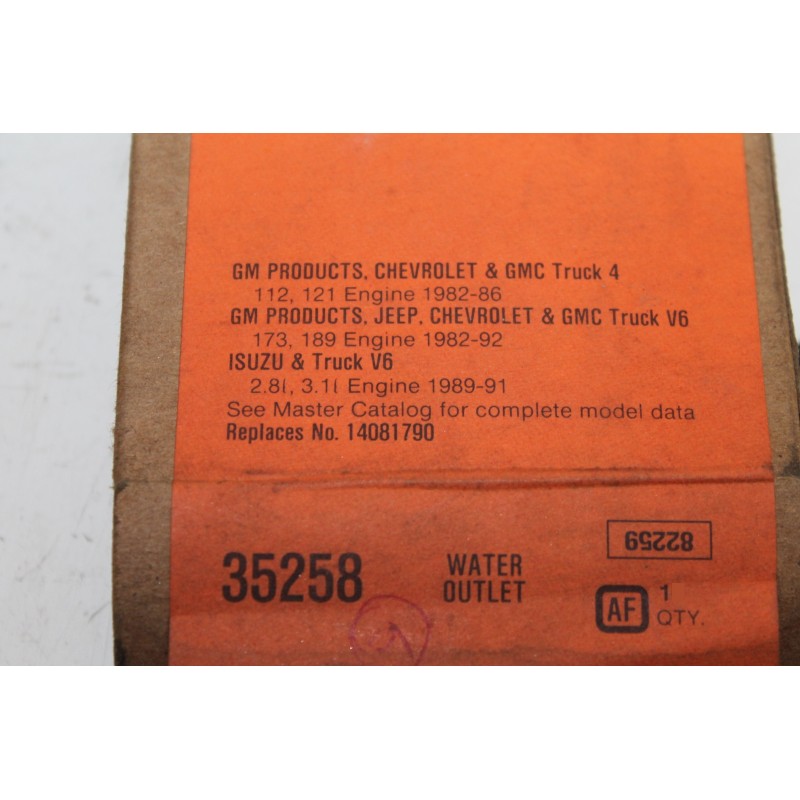 GM PRODUCTS, CHEVROLET & GMC Truck 4
112, 121 Engine 1982-86
GM PRODUCTS, JEEP, CHEVROLET & GMC Truck V6
173, 189 Engine 1982-92
ISUZU & Truck V6
2.8l, 3.1l Engine 1989-91
See Master Catalog for complete model data
Replaces No. 14081790
35258
WATER
OUTLET
82259
AF
1
QTY.